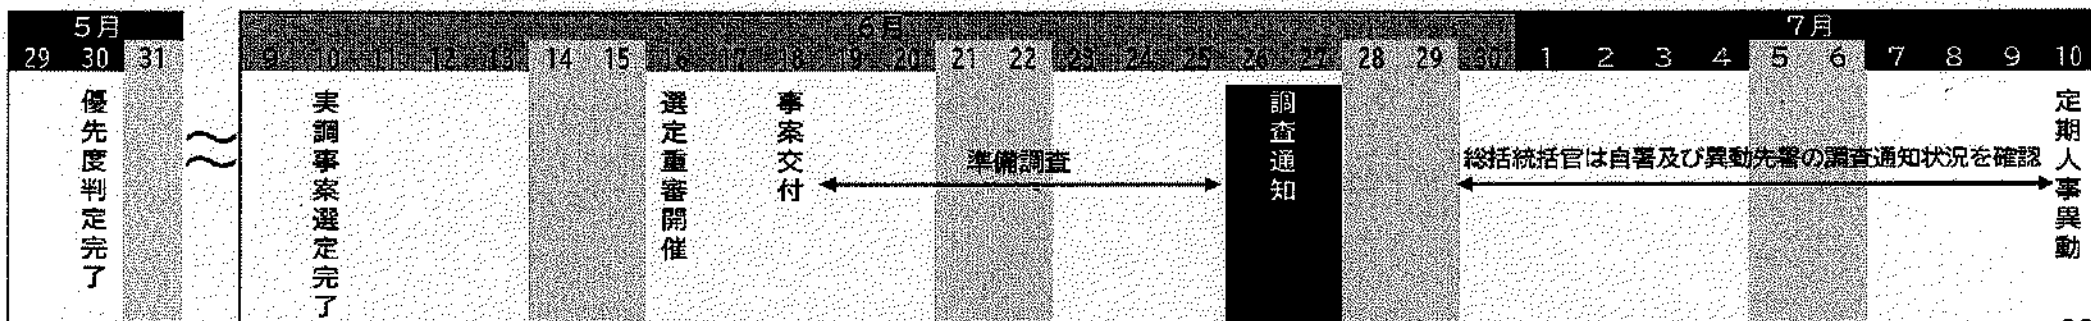 5月
6月
7月
29 30 31
9 10 11 12 13 14 15 16 17 18 19 20 21 22 23 24 25 26 27 28 29 30 1 2 3 4 5 6 7 8 9 10
優先度判定完了
実調事案選定完了
選定重審開催
事案交付
準備調査
調査通知
総括統括官は自署及び異動先署の調査通知状況を確認
定期人事異動